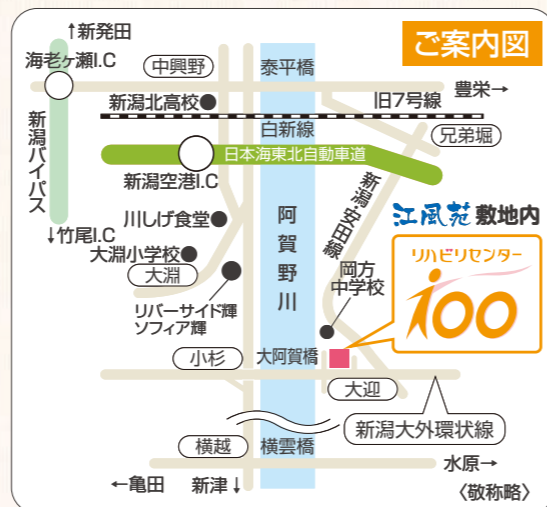 ↑新発田
ご案内図
海老ヶ瀬I.C
中興野
泰平橋
豊栄→
新潟北高校
旧7号線
白新線
兄弟堀
新潟バイパス
日本海東北自動車道
新潟空港I.C
新潟安田線
↓竹尾I.C
川しげ食堂
阿賀野川
江風苑 敷地内
リハビリセンター
100
大淵小学校
大淵
岡方
中学校
リバーサイド輝
ソフィア輝
小杉
大阿賀橋
大迎
新潟大外環状線
横越
横雲橋
水原→
←亀田
新津↓
〈敬称略〉